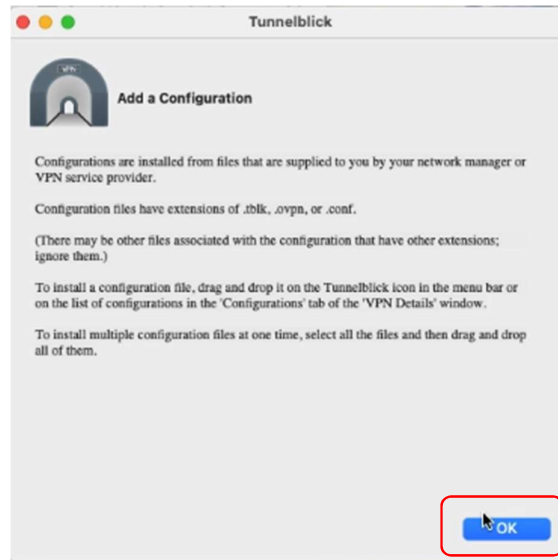 Tunnelblick
VPN
Add a Configuration
Configurations are installed from files that are supplied to you by your network manager or
VPN service provider.
Configuration files have extensions of .tblk, .ovpn, or .conf.
(There may be other files associated with the configuration that have other extensions;
ignore them.)
To install a configuration file, drag and drop it on the Tunnelblick icon in the menu bar or
on the list of configurations in the 'Configurations' tab of the 'VPN Details' window.
To install multiple configuration files at one time, select all the files and then drag and drop
all of them.
OK